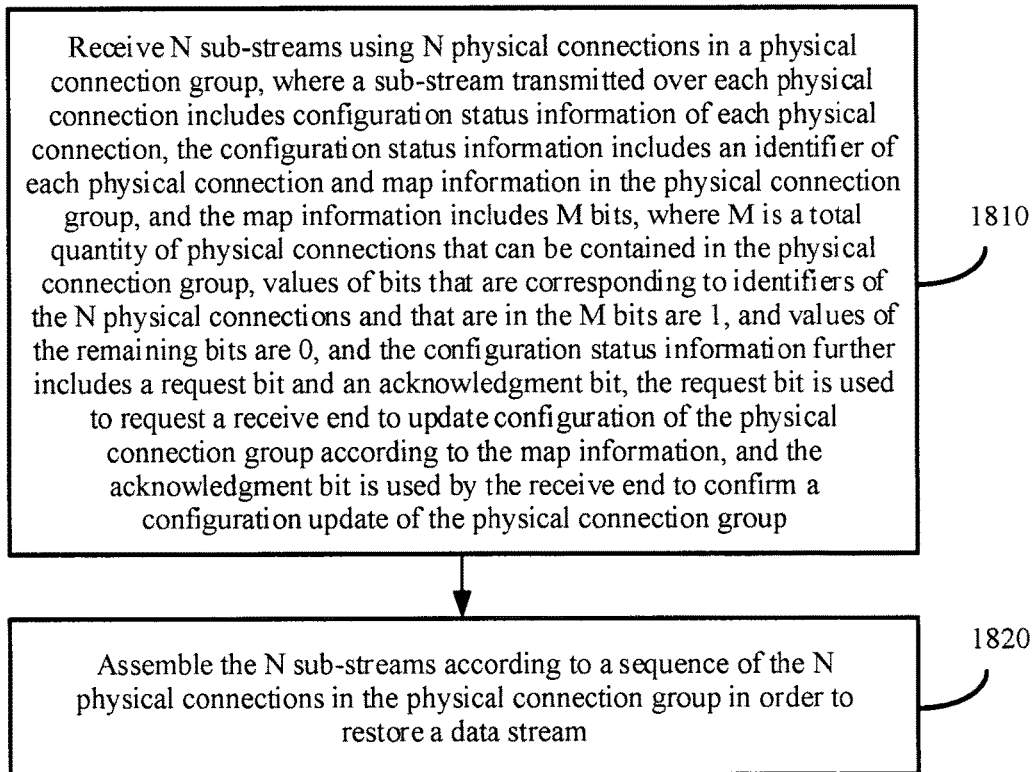 Receive N sub-streams using N physical connections in a physical
connection group, where a sub-stream transmitted over each physical
connection includes configuration status information of each physical
connection, the configuration status information includes an identifier of
each physical connection and map information in the physical connection
group, and the map information includes M bits, where M is a total
quantity of physical connections that can be contained in the physical
connection group, values of bits that are corresponding to identifiers of
the N physical connections and that are in the M bits are 1, and values of
the remaining bits are 0, and the configuration status information further
includes a request bit and an acknowledgment bit, the request bit is used
to request a receive end to update configuration of the physical
connection group according to the map information, and the
acknowledgment bit is used by the receive end to confirm a
configuration update of the physical connection group
1810
Assemble the N sub-streams according to a sequence of the N
physical connections in the physical connection group in order to
restore a data stream
1820